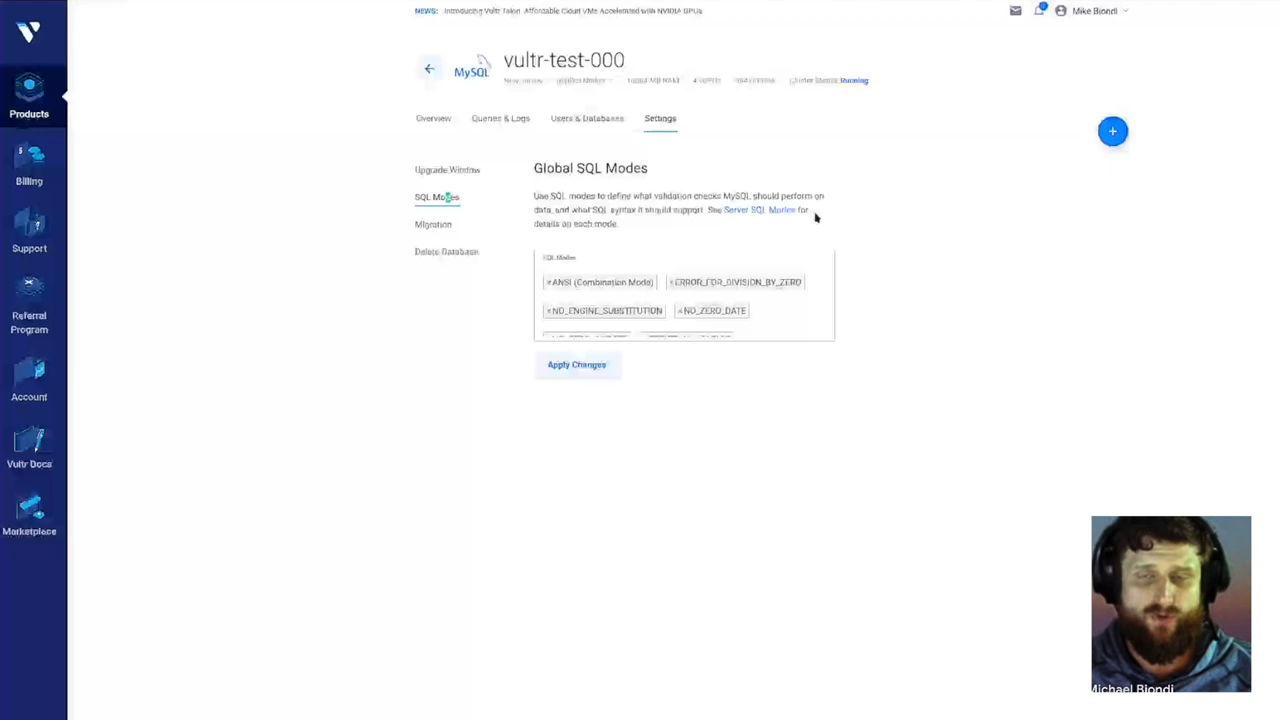 NEWS: Introducing Vultr Talon Affordable Cloud VMs Accelerated with NVIDIA GPUs
Mike Biondi
MySQL
vultr-test-000
Running
Products
Overview
Queries & Logs
Users & Databases
Settings
Upgrade Window
Global SQL Modes
Billing
SQL Modes
Use SQL modes to define what validation checks MySQL should perform on
data, and what SQL syntax it should support. See Server SQL Modes for
details on each mode.
Migration
Support
Delete Database
SQL Modes
×ANSI (Combination Mode)
×ERROR_FOR_DIVISION_BY_ZERO
×NO_ENGINE_SUBSTITUTION
×NO_ZERO_DATE
Referral
Program
Apply Changes
Account
Vultr Docs
Marketplace
Michael Biondi